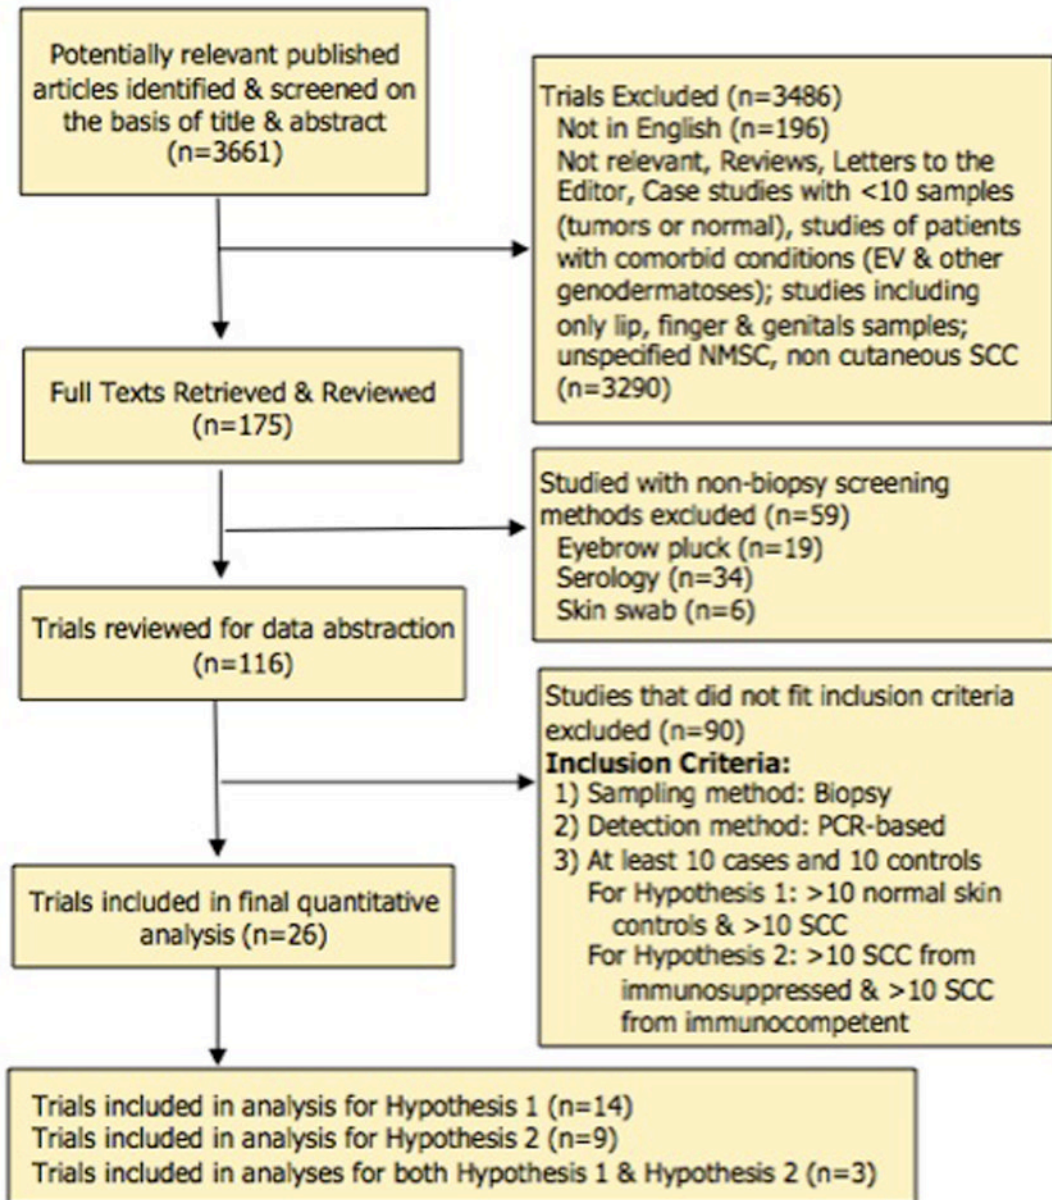 Potentially relevant published
articles identified & screened on
the basis of title & abstract
(n=3661)
Trials Excluded (n=3486)
Not in English (n=196)
Not relevant, Reviews, Letters to the
Editor, Case studies with <10 samples
(tumors or normal), studies of patients
with comorbid conditions (EV & other
genodermatoses); studies including
only lip, finger & genitals samples;
unspecified NMSC, non cutaneous SCC
(n=3290)
Full Texts Retrieved & Reviewed
(n=175)
Studied with non-biopsy screening
methods excluded (n=59)
Eyebrow pluck (n=19)
Serology (n=34)
Skin swab (n=6)
Trials reviewed for data abstraction
(n=116)
Studies that did not fit inclusion criteria
excluded (n=90)
Inclusion Criteria:
1) Sampling method: Biopsy
2) Detection method: PCR-based
3) At least 10 cases and 10 controls
For Hypothesis 1: >10 normal skin
controls & >10 SCC
For Hypothesis 2: >10 SCC from
immunosuppressed & >10 SCC
from immunocompetent
Trials included in final quantitative
analysis (n=26)
Trials included in analysis for Hypothesis 1 (n=14)
Trials included in analysis for Hypothesis 2 (n=9)
Trials included in analyses for both Hypothesis 1 & Hypothesis 2 (n=3)